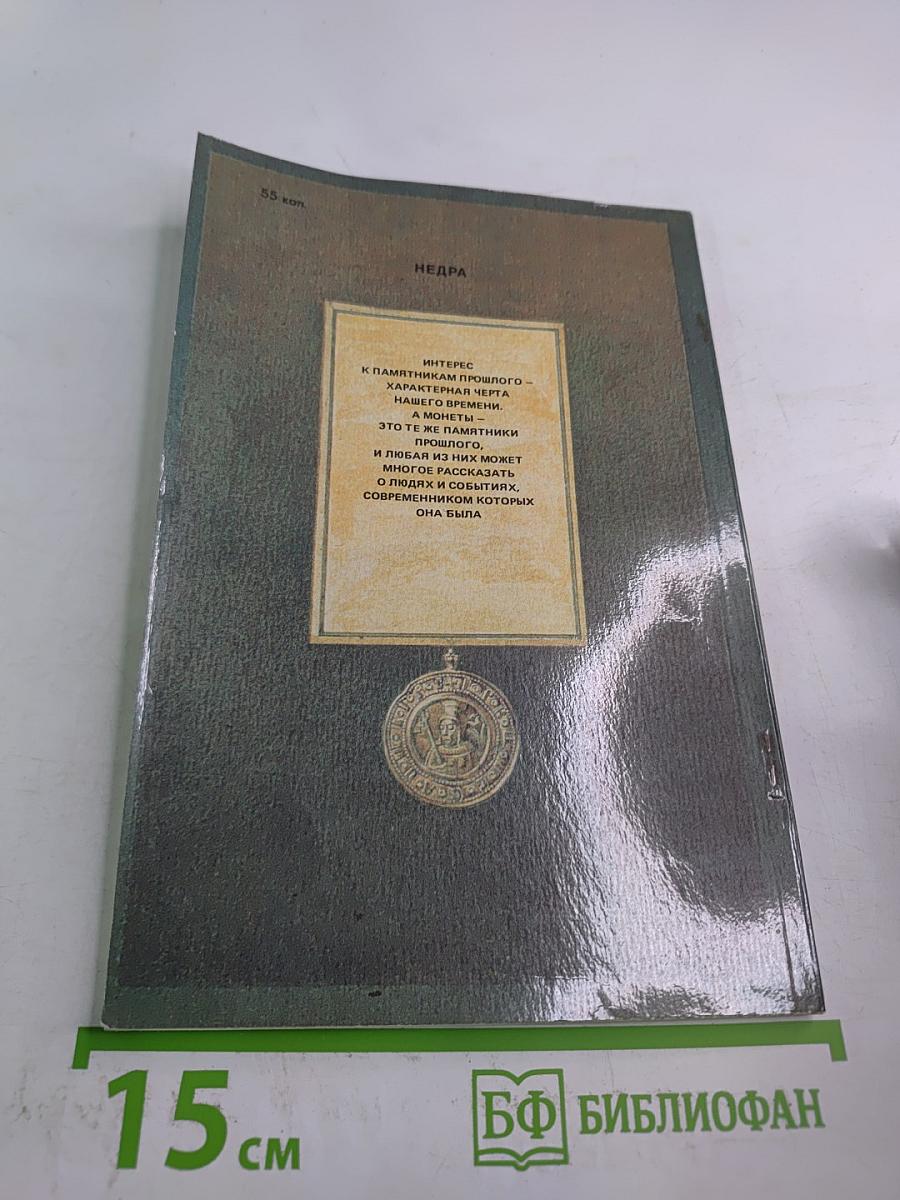 55 коп.
НЕДРА
ИНТЕРЕС
К ПАМЯТНИКАМ ПРОШЛОГО –
ХАРАКТЕРНАЯ ЧЕРТА
НАШЕГО ВРЕМЕНИ.
А МОНЕТЫ –
ЭТО ТЕ ЖЕ ПАМЯТНИКИ
ПРОШЛОГО,
И ЛЮБАЯ ИЗ НИХ МОЖЕТ
МНОГОЕ РАССКАЗАТЬ
О ЛЮДЯХ И СОБЫТИЯХ,
СОВРЕМЕННИКОМ КОТОРЫХ
ОНА БЫЛА
15 см
БФ БИБЛИОФАН